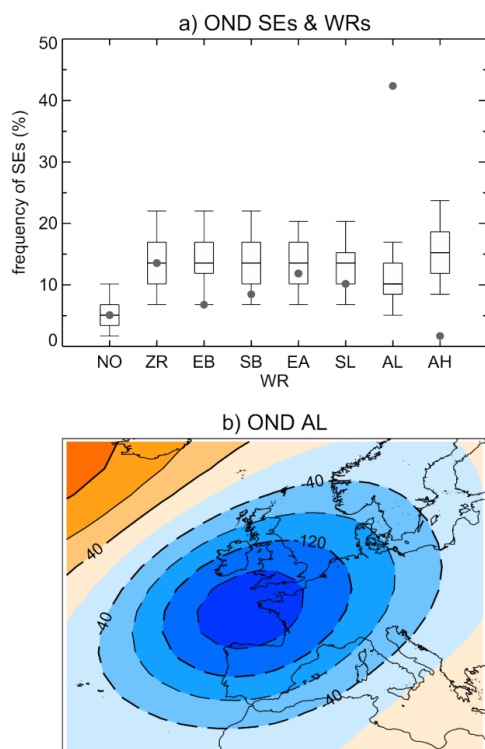 a) OND SEs & WRs
50
40
30
20
10
0
frequency of SEs (%)
NO ZR EB SB EA SL AL AH
WR
b) OND AL
-40
-120
40
-40
-40